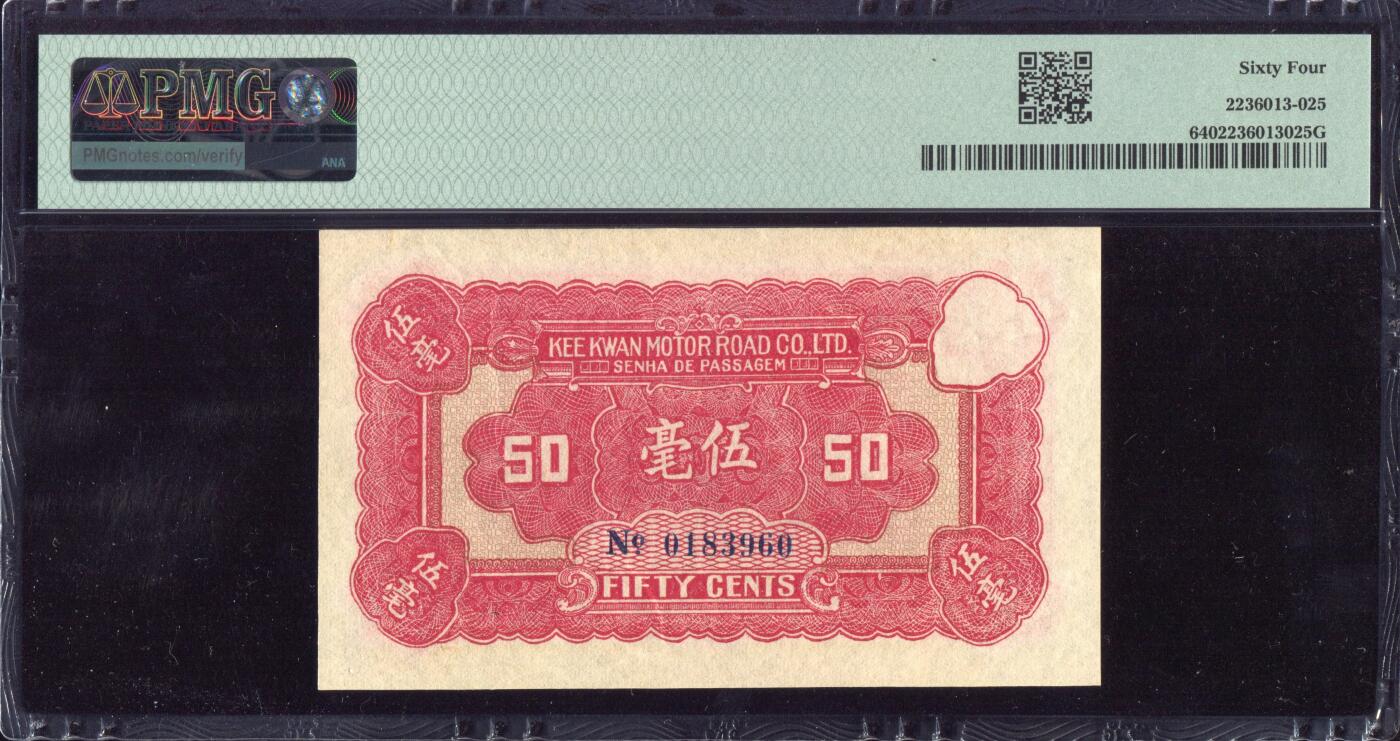 PMG
PMGnotes.com/verify
ANA
Sixty Four
2236013-025
6402236013025G
伍毫
KEE KWAN MOTOR ROAD CO., LTD.
SENHA DE PASSAGEM
50 毫伍 50
Nº 0183960
FIFTY CENTS
伍毫
伍毫